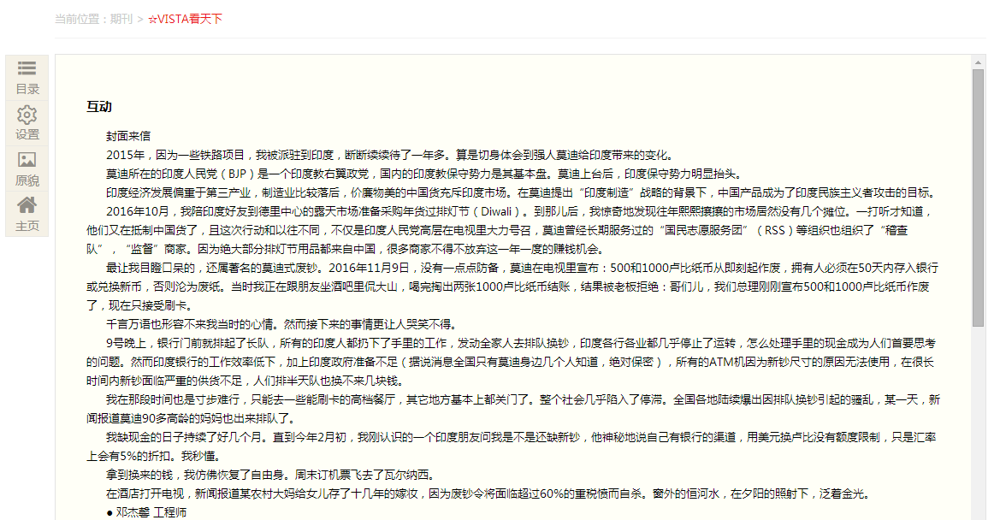 当前位置：期刊 > ☆VISTA看天下
目录
设置
原貌
主页
互动
封面来信
2015年，因为一些铁路项目，我被派驻到印度，断断续续待了一年多。算是切身体会到强人莫迪给印度带来的变化。
莫迪所在的印度人民党（BJP）是一个印度教右翼政党，国内的印度教保守势力是其基本盘。莫迪上台后，印度保守势力明显抬头。
印度经济发展偏重于第三产业，制造业比较落后，价廉物美的中国货充斥印度市场。在莫迪提出“印度制造”战略的背景下，中国产品成为了印度民族主义者攻击的目标。
2016年10月，我陪印度好友到德里中心的露天市场准备采购年货过排灯节（Diwali）。到那儿后，我惊奇地发现往年熙熙攘攘的市场居然没有几个摊位。一打听才知道，
他们又在抵制中国货了，且这次行动和以往不同，不仅是印度人民党高层在电视里大力号召，莫迪曾经长期服务过的“国民志愿服务团”（RSS）等组织也组织了“稽查
队”，“监督”商家。因为绝大部分排灯节用品都来自中国，很多商家不得不放弃这一年一度的赚钱机会。
最让我目瞪口呆的，还属著名的莫迪式废钞。2016年11月9日，没有一点点防备，莫迪在电视里宣布：500和1000卢比纸币从即刻起作废，拥有人必须在50天内存入银行
或兑换新币，否则沦为废纸。当时我正在跟朋友坐酒吧里侃大山，喝完掏出两张1000卢比纸币结账，结果被老板拒绝：哥们儿，我们总理刚刚宣布500和1000卢比纸币作废
了，现在只接受刷卡。
千言万语也形容不来我当时的心情。然而接下来的事情更让人哭笑不得。
9号晚上，银行门前就排起了长队，所有的印度人都扔下了手里的工作，发动全家人去排队换钞，印度各行各业都几乎停止了运转，怎么处理手里的现金成为人们首要思考
的问题。然而印度银行的工作效率低下，加上印度政府准备不足（据说消息全国只有莫迪身边几个人知道，绝对保密），所有的ATM机因为新钞尺寸的原因无法使用，在很长
时间内新钞面临严重的供货不足，人们排半天队也换不来几块钱。
我在那段时间也是寸步难行，只能去一些能刷卡的高档餐厅，其它地方基本上都关门了。整个社会几乎陷入了停滞。全国各地陆续爆出因排队换钞引起的骚乱，某一天，新
闻报道莫迪90多高龄的妈妈也出来排队了。
我缺现金的日子持续了好几个月。直到今年2月初，我刚认识的一个印度朋友问我是不是还缺新钞，他神秘地说自己有银行的渠道，用美元换卢比没有额度限制，只是汇率
上会有5%的折扣。我秒懂。
拿到换来的钱，我仿佛恢复了自由身。周末订机票飞去了瓦尔纳西。
在酒店打开电视，新闻报道某农村大妈给女儿存了十几年的嫁妆，因为废钞令将面临超过60%的重税愤而自杀。窗外的恒河水，在夕阳的照射下，泛着金光。
● 邓杰馨 工程师